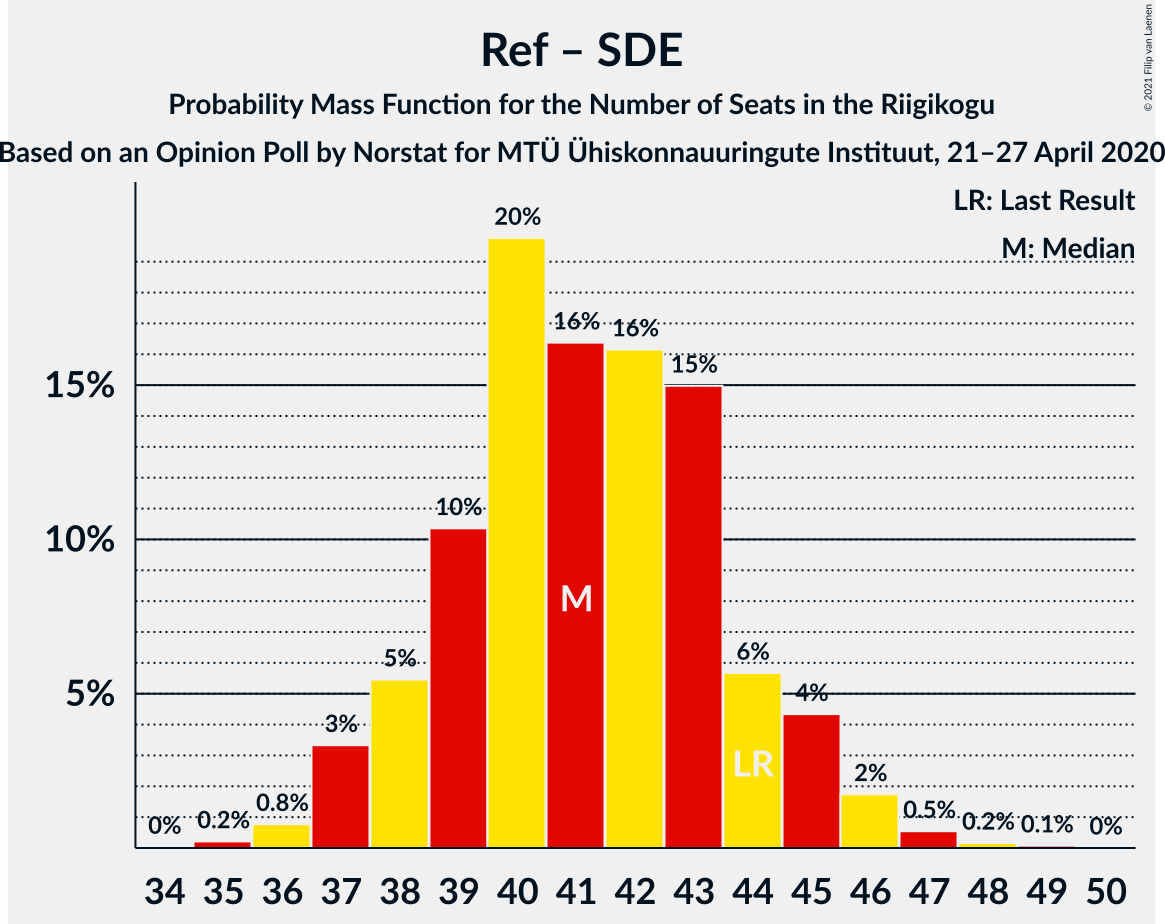 Ref – SDE
Probability Mass Function for the Number of Seats in the Riigikogu
Based on an Opinion Poll by Norstat for MTÜ Ühiskonnauuringute Instituut, 21–27 April 2020
© 2021 Filip van Laenen
LR: Last Result
M: Median
20%
16%
16%
15%
15%
10%
10%
M
5%
6%
5%
4%
3%
LR
2%
0.8%
0.5%
0%
0.2%
0.2%
0.1%
0%
34 35 36 37 38 39 40 41 42 43 44 45 46 47 48 49 50